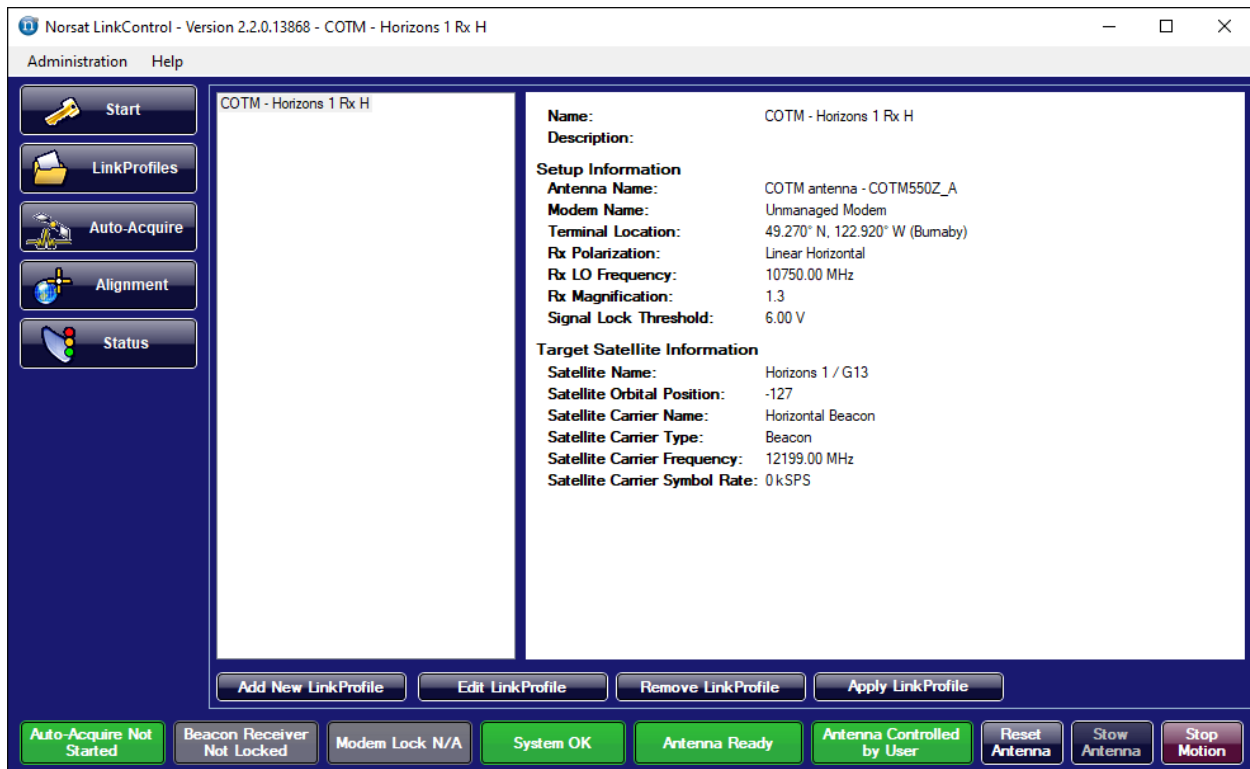 Norsat LinkControl - Version 2.2.0.13868 - COTM - Horizons 1 Rx H
Administration Help
Start
LinkProfiles
Auto-Acquire
Alignment
Status
COTM - Horizons 1 Rx H
Name: COTM - Horizons 1 Rx H
Description:
Setup Information
Antenna Name: COTM antenna - COTM550Z_A
Modem Name: Unmanaged Modem
Terminal Location: 49.270° N, 122.920° W (Burnaby)
Rx Polarization: Linear Horizontal
Rx LO Frequency: 10750.00 MHz
Rx Magnification: 1.3
Signal Lock Threshold: 6.00 V
Target Satellite Information
Satellite Name: Horizons 1 / G13
Satellite Orbital Position: -127
Satellite Carrier Name: Horizontal Beacon
Satellite Carrier Type: Beacon
Satellite Carrier Frequency: 12199.00 MHz
Satellite Carrier Symbol Rate: 0 kSPS
Add New LinkProfile Edit LinkProfile Remove LinkProfile Apply LinkProfile
Auto-Acquire Not
Started
Beacon Receiver
Not Locked
Modem Lock N/A
System OK
Antenna Ready
Antenna Controlled
by User
Reset
Antenna
Stow
Antenna
Stop
Motion